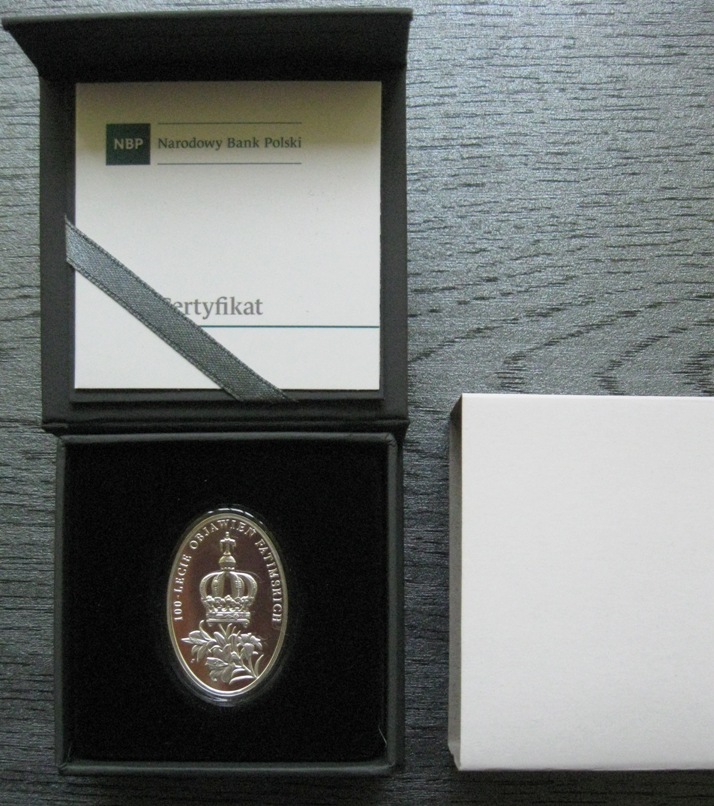 NBP Narodowy Bank Polski
ertyfikat
100-LECIE OBJAWIEŃ FATIMSKICH